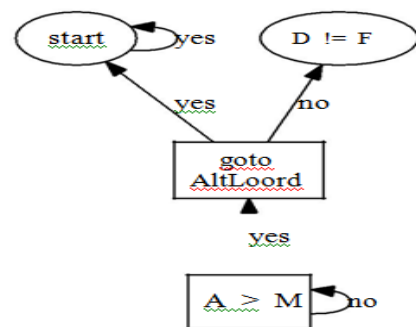 start
yes
D != F
yes
no
goto
AltLoord
yes
A > M
no